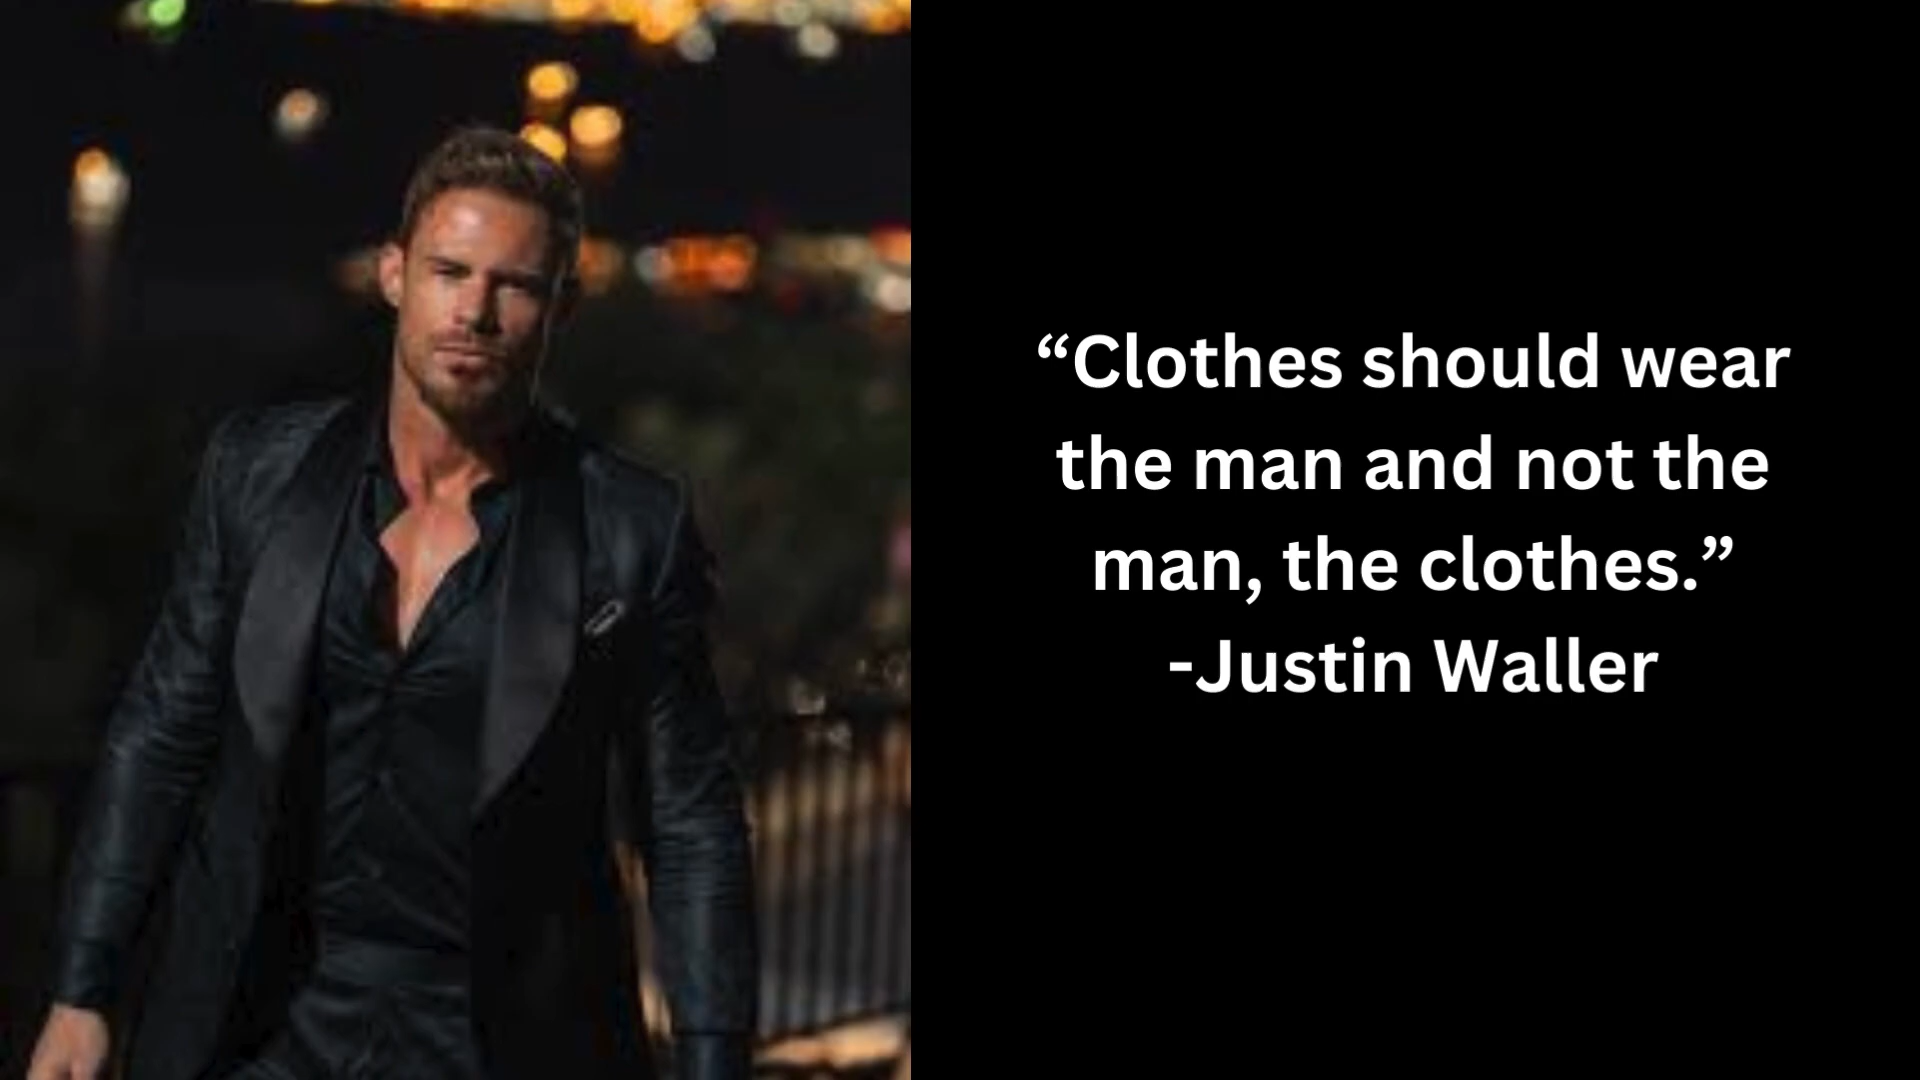 “Clothes should wear
the man and not the
man, the clothes.”
-Justin Waller